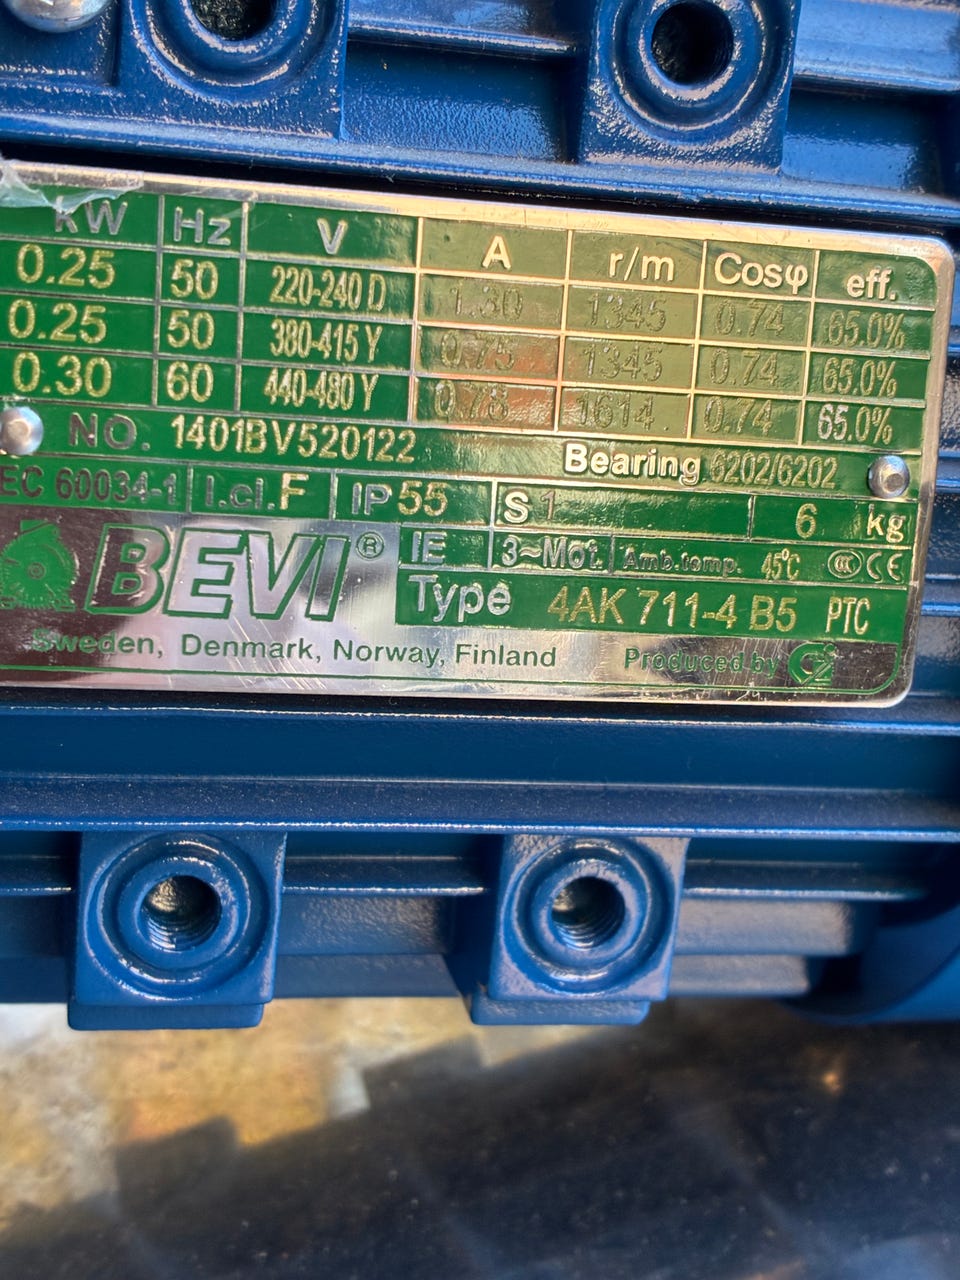 kW Hz V A r/m Cosφ eff.
0.25 50 220-240 D 1.30 1345 0.74 65.0%
0.25 50 380-415 Y 0.75 1345 0.74 65.0%
0.30 60 440-480 Y 0.78 1614 0.74 65.0%
NO. 1401BV520122 Bearing 6202/6202
EC 60034-1 I.cl. F IP 55 S1 6 kg
BEVI® IE 3~Mot. Amb.temp. 45°C CCC CE
Type 4AK 711-4 B5 PTC
Sweden, Denmark, Norway, Finland Produced by